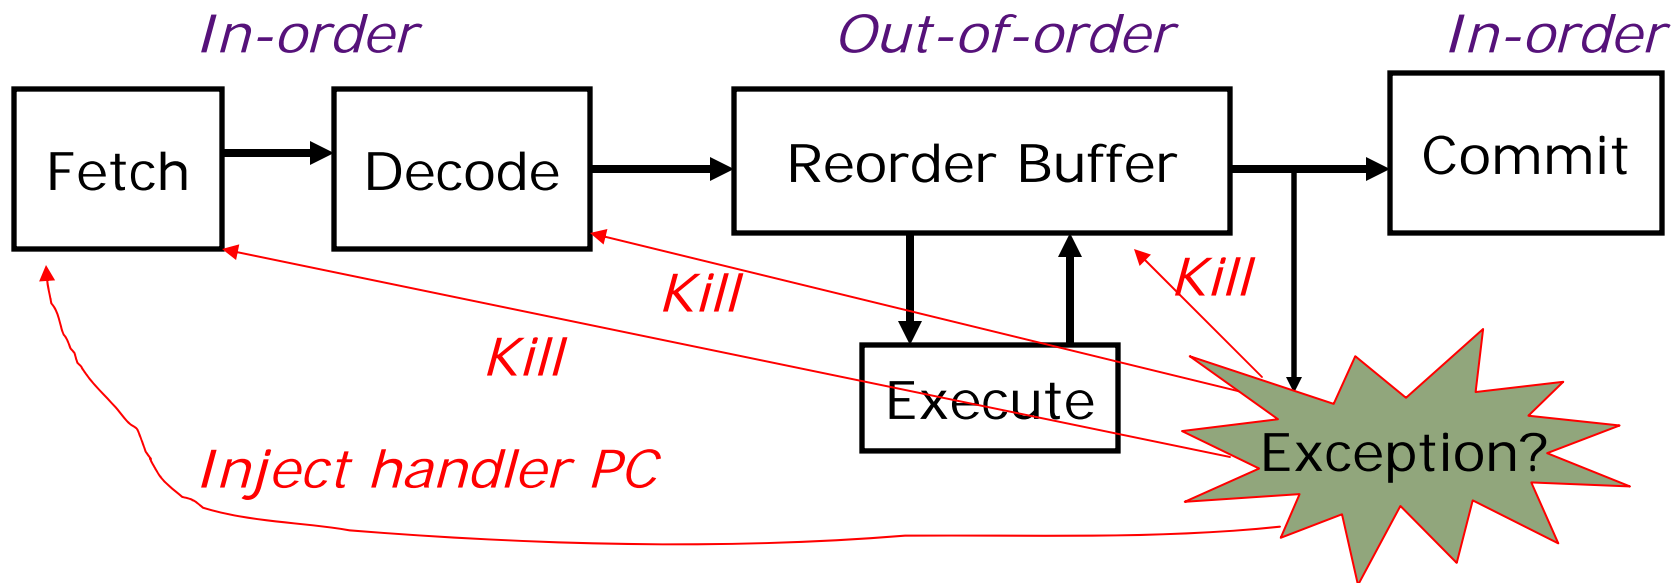 In-order
Out-of-order
In-order
Fetch
Decode
Reorder Buffer
Commit
Kill
Kill
Kill
Execute
Exception?
Inject handler PC